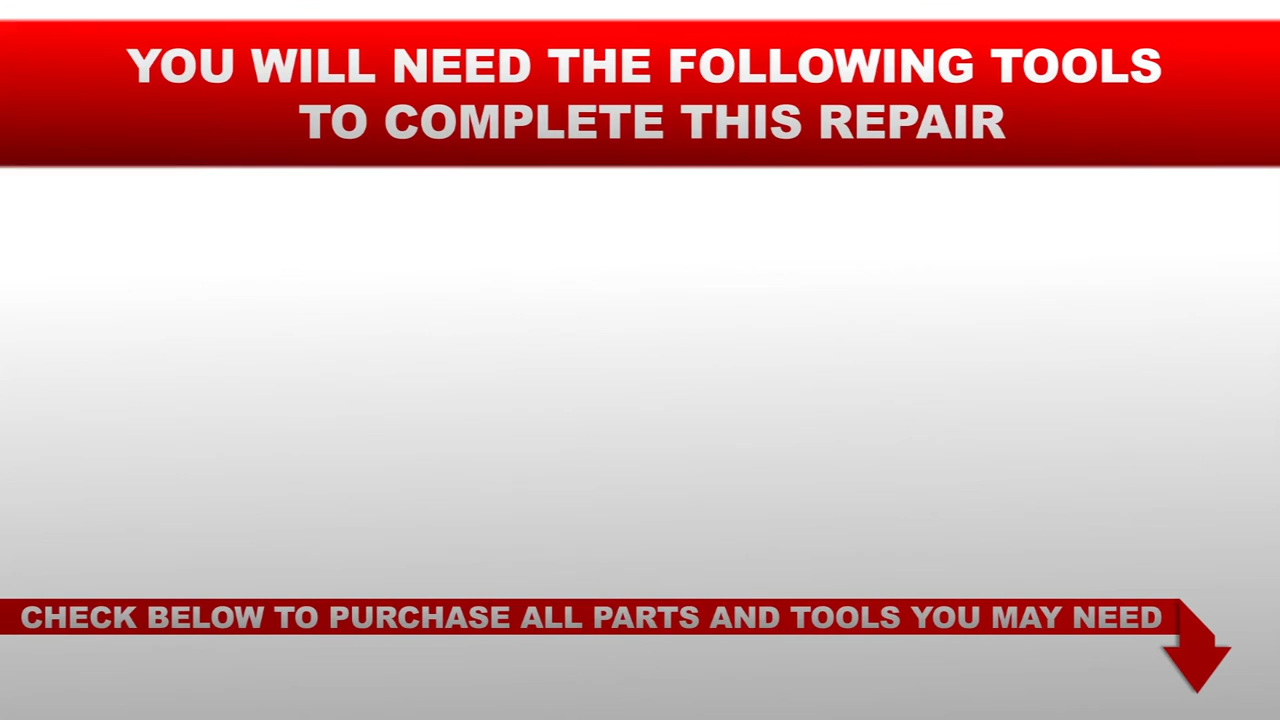 YOU WILL NEED THE FOLLOWING TOOLS
TO COMPLETE THIS REPAIR
CHECK BELOW TO PURCHASE ALL PARTS AND TOOLS YOU MAY NEED